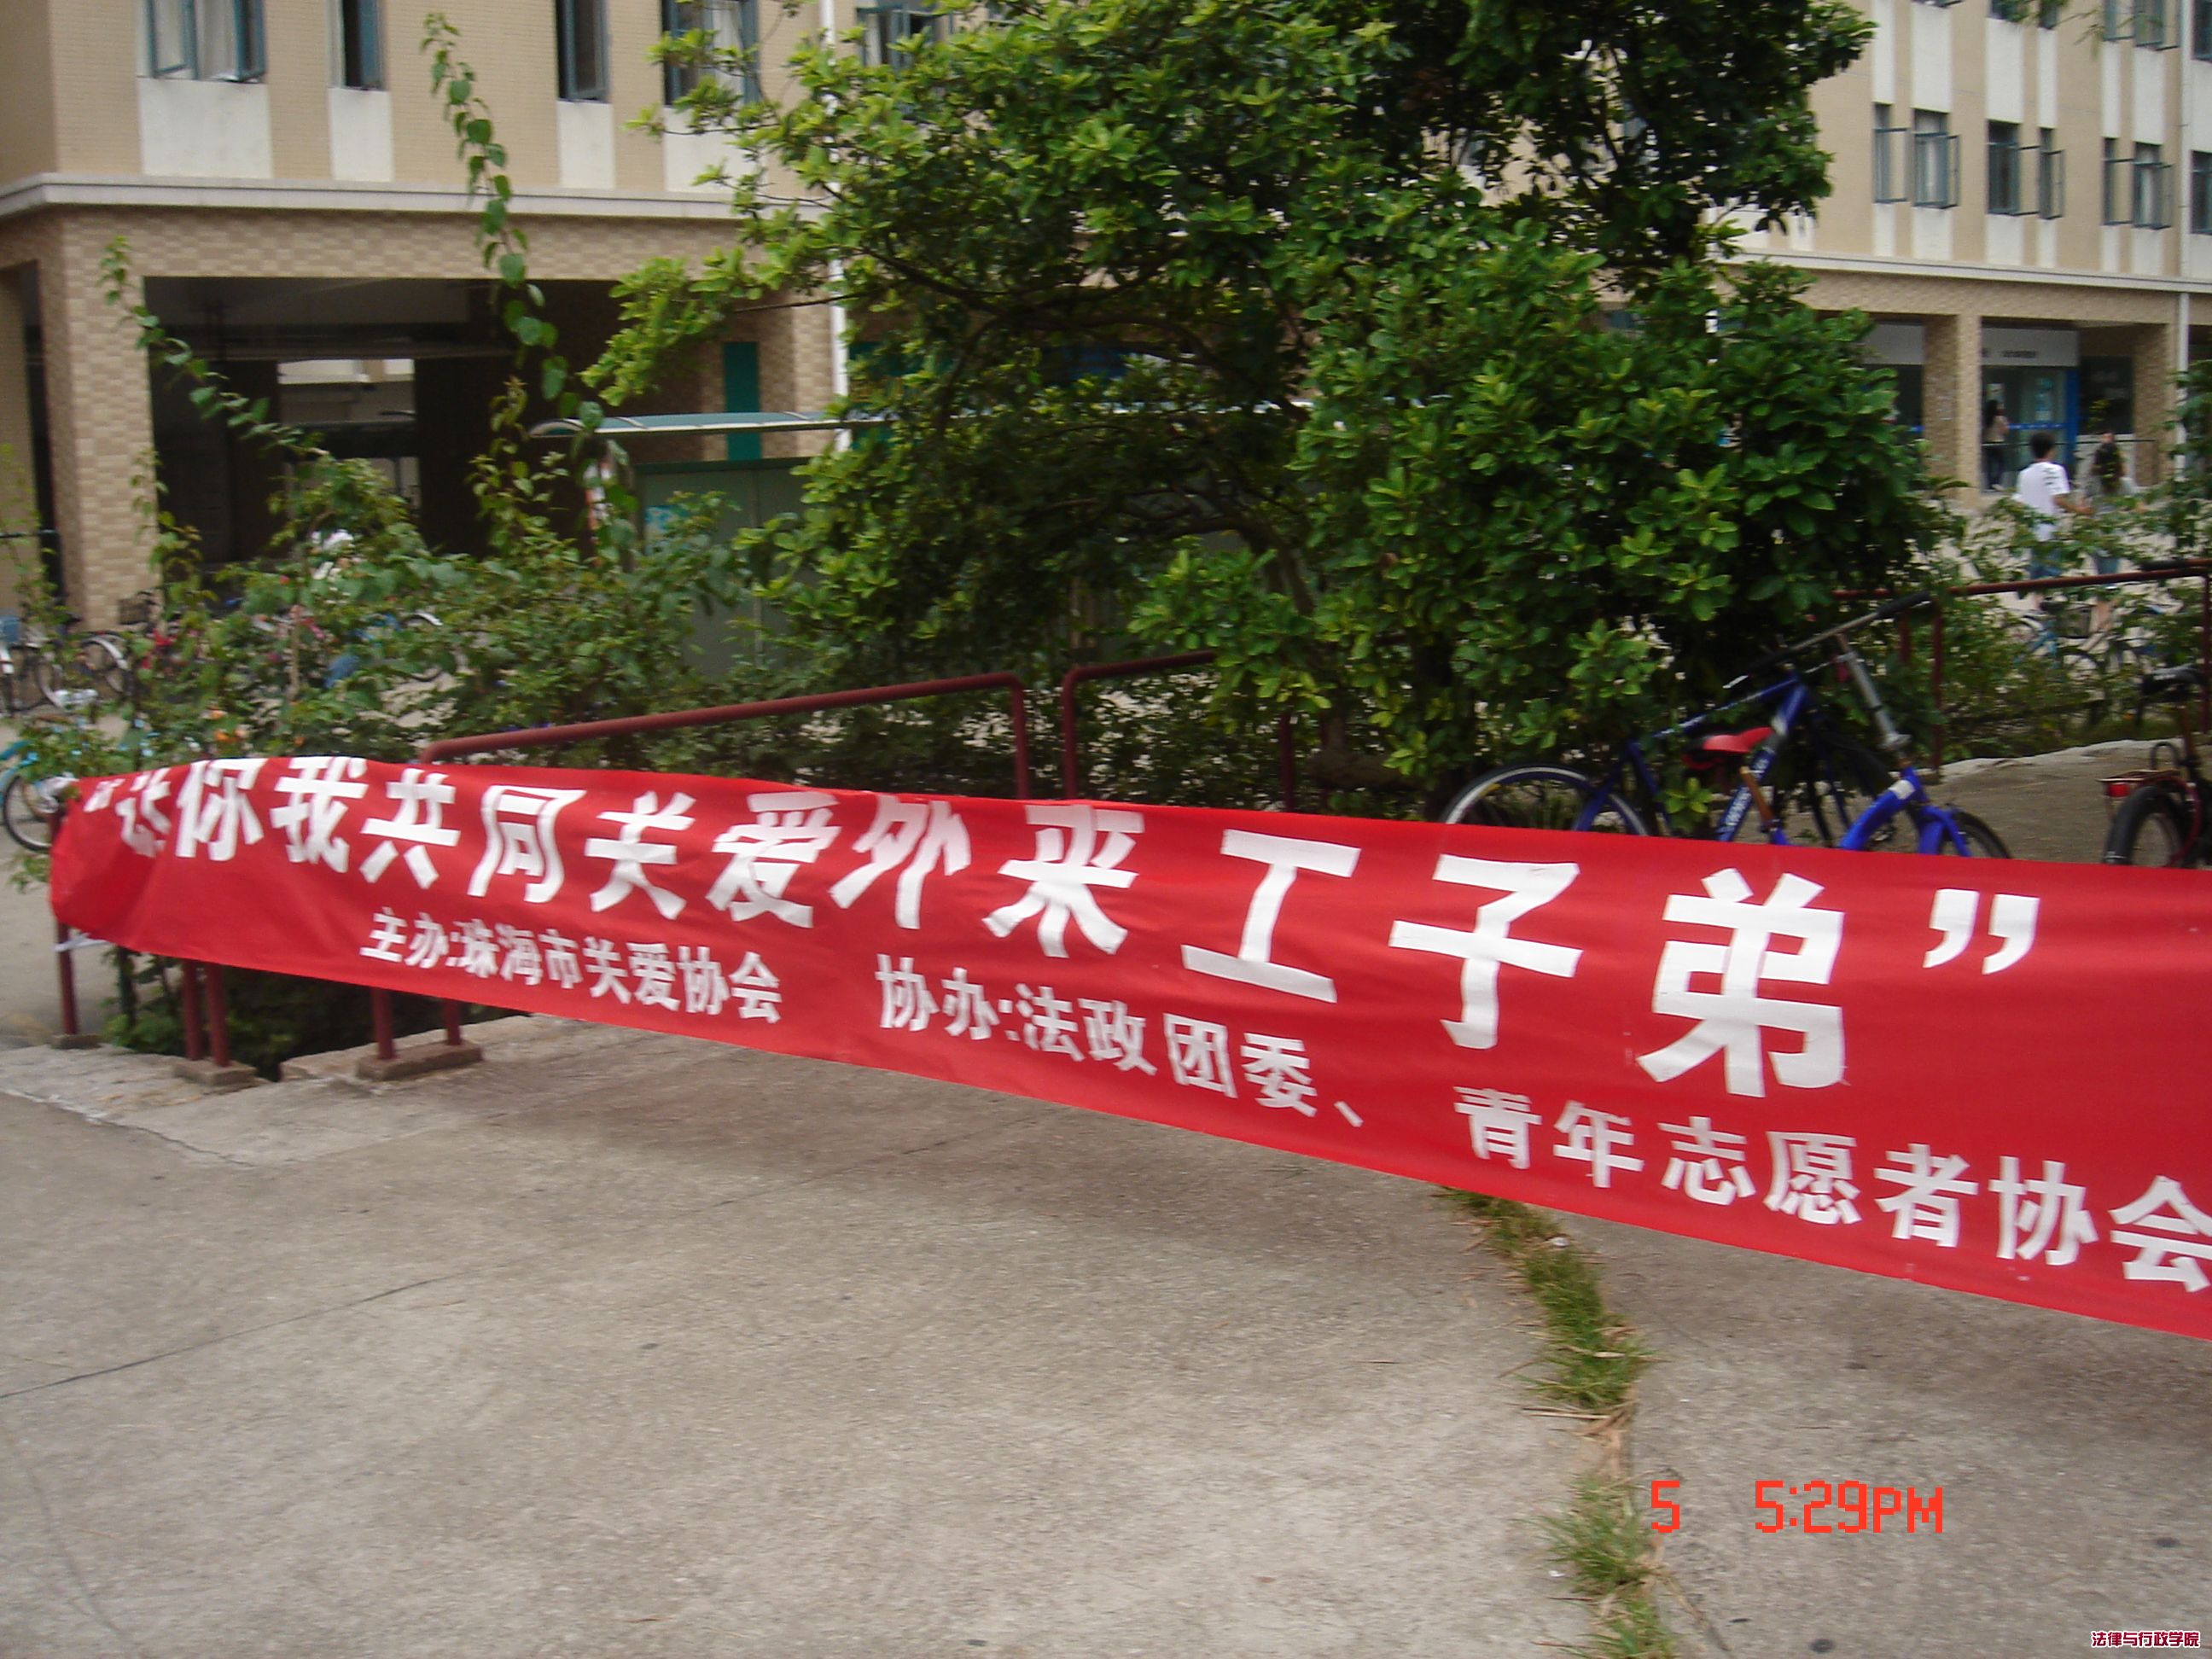 “让你我共同关爱外来工子弟”
主办:珠海市关爱协会 协办:法政团委、青年志愿者协会
5 5:29PM
法律与行政学院